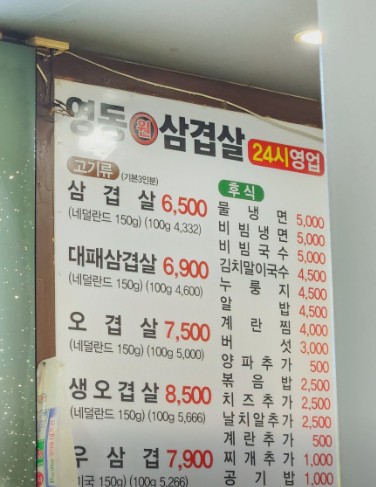 영동 원 삼겹살 24시영업
고기류 (기본3인분)
삼겹살 6,500
(네덜란드 150g) (100g 4,332)
대패삼겹살 6,900
(네덜란드 150g) (100g 4,600)
오겹살 7,500
(네덜란드 150g) (100g 5,000)
생오겹살 8,500
(네덜란드 150g) (100g 5,666)
우삼겹 7,900
미국 150g) (100g 5,266)
후식
물냉면 5,000
비빔냉면 5,000
비빔국수 5,000
김치말이국수 4,500
누룽지 4,500
알밥 4,500
계란찜 4,000
버섯 3,000
양파추가 500
볶음밥 2,500
치즈추가 2,500
날치알추가 2,500
계란추가 500
찌개추가 1,000
공기밥 1,000